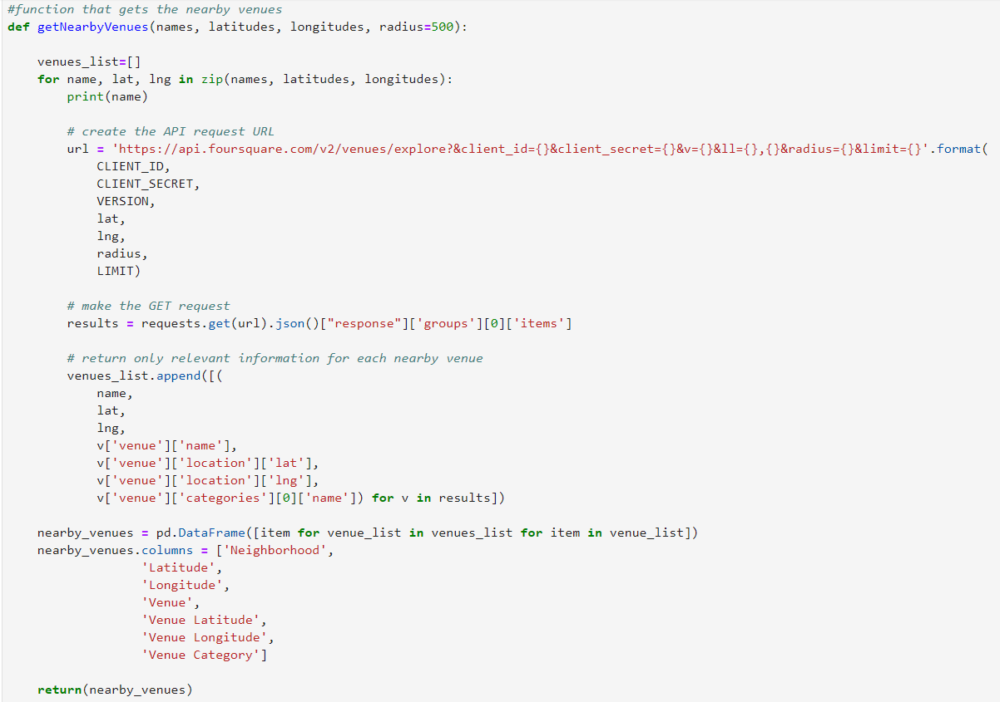 #function that gets the nearby venues
def getNearbyVenues(names, latitudes, longitudes, radius=500):
venues_list=[]
for name, lat, lng in zip(names, latitudes, longitudes):
print(name)
# create the API request URL
url = 'https://api.foursquare.com/v2/venues/explore?&client_id={}&client_secret={}&v={}&ll={},{}&radius={}&limit={}'.format(
CLIENT_ID,
CLIENT_SECRET,
VERSION,
lat,
lng,
radius,
LIMIT)
# make the GET request
results = requests.get(url).json()["response"]['groups'][0]['items']
# return only relevant information for each nearby venue
venues_list.append([(
name,
lat,
lng,
v['venue']['name'],
v['venue']['location']['lat'],
v['venue']['location']['lng'],
v['venue']['categories'][0]['name']) for v in results])
nearby_venues = pd.DataFrame([item for venue_list in venues_list for item in venue_list])
nearby_venues.columns = ['Neighborhood',
'Latitude',
'Longitude',
'Venue',
'Venue Latitude',
'Venue Longitude',
'Venue Category']
return(nearby_venues)